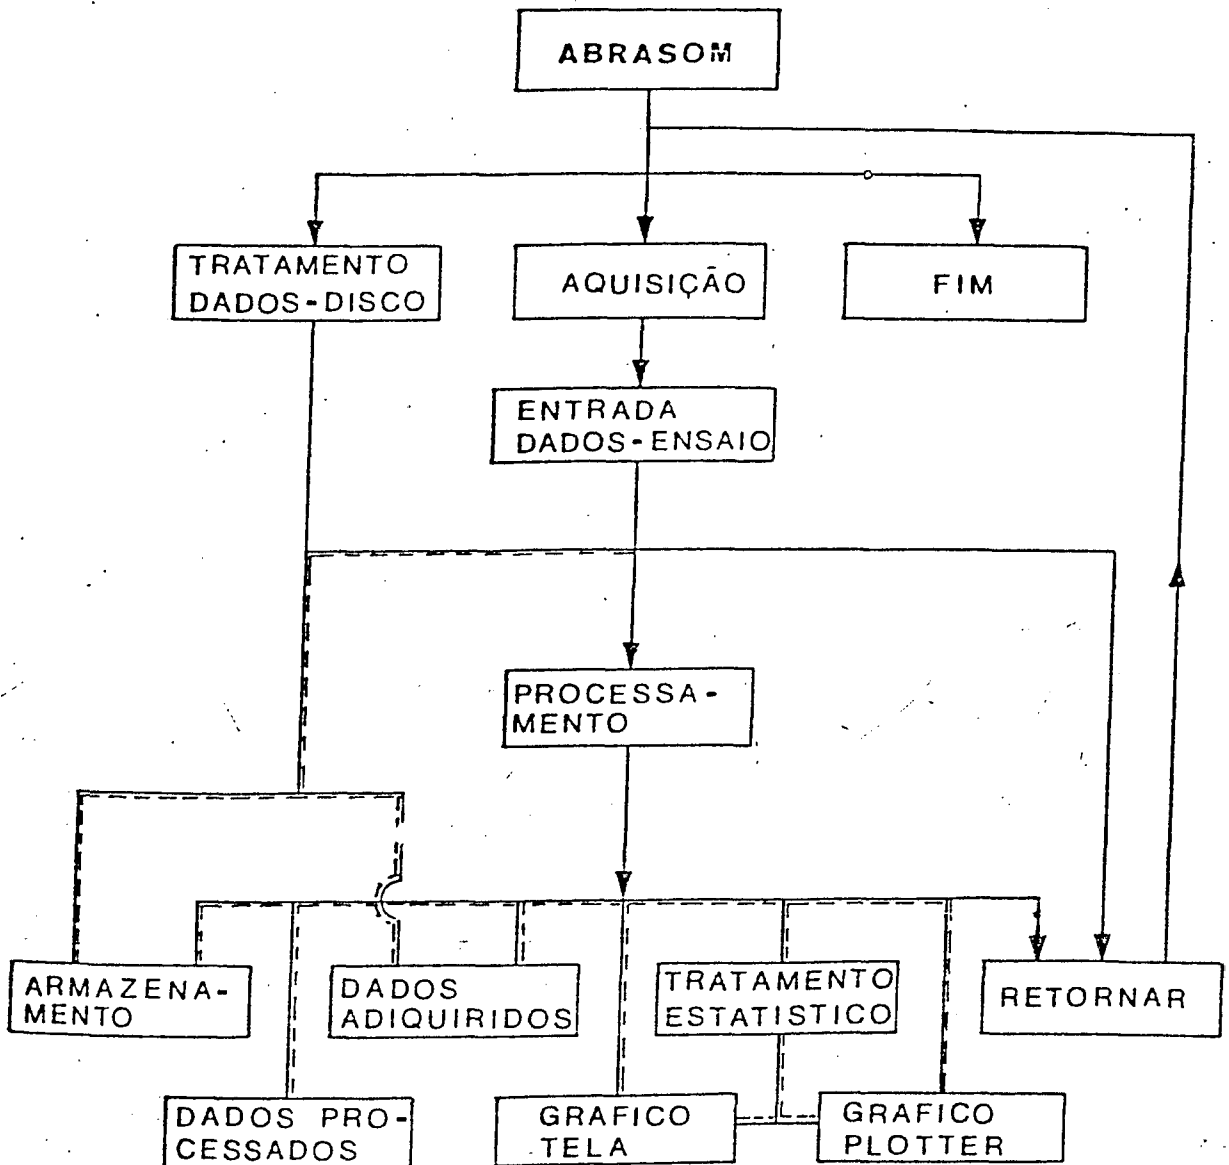 ABRASOM
TRATAMENTO
DADOS-DISCO
AQUISIÇÃO
FIM
ENTRADA
DADOS-ENSAIO
PROCESSA-
MENTO
ARMAZENA-
MENTO
DADOS
ADIQUIRIDOS
TRATAMENTO
ESTATISTICO
RETORNAR
DADOS PRO-
CESSADOS
GRAFICO
TELA
GRAFICO
PLOTTER